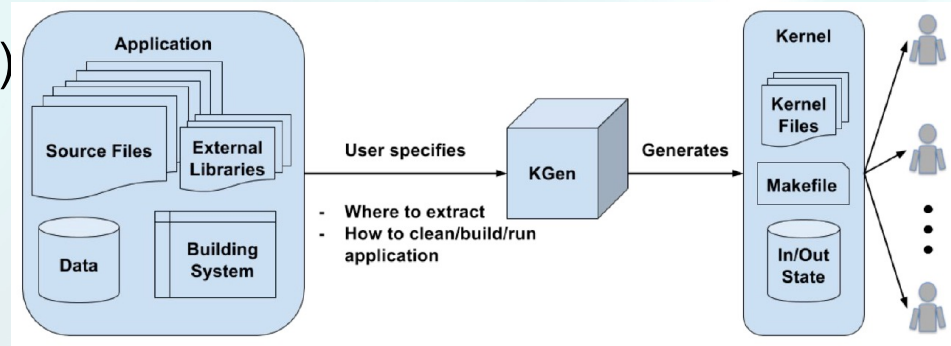 )
Application
Source Files
External
Libraries
Data
Building
System
User specifies
- Where to extract
- How to clean/build/run
application
KGen
Generates
Kernel
Kernel
Files
Makefile
In/Out
State